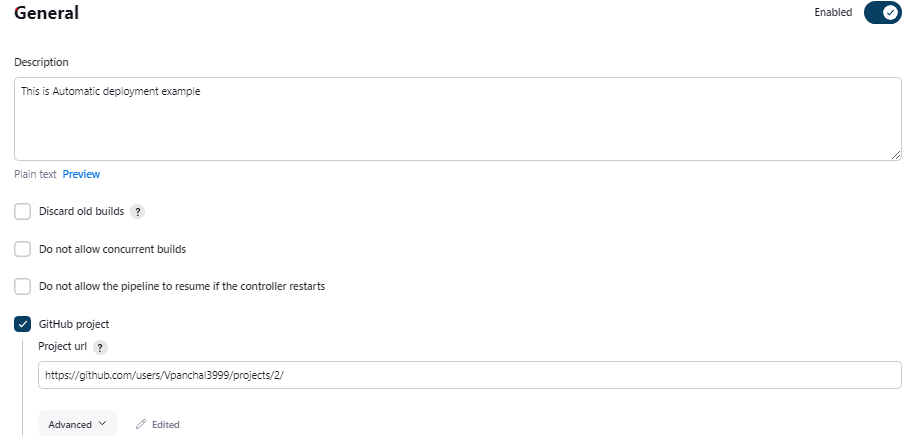 General
Enabled
Description
This is Automatic deployment example
Plain text Preview
Discard old builds ?
Do not allow concurrent builds
Do not allow the pipeline to resume if the controller restarts
GitHub project
Project url ?
https://github.com/users/Vpanchal3999/projects/2/
Advanced Edited